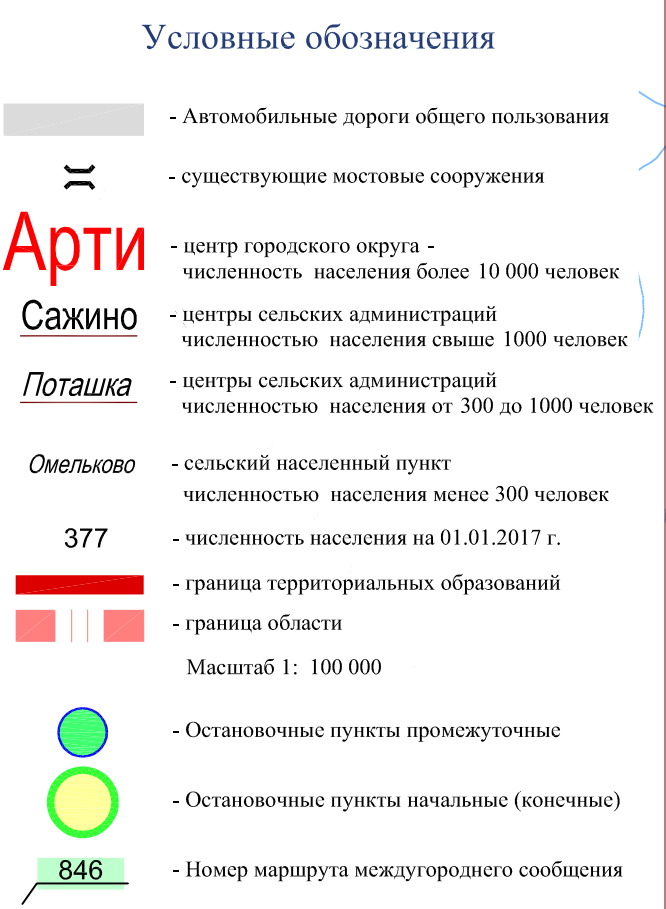 Условные обозначения
- Автомобильные дороги общего пользования
- существующие мостовые сооружения
Арти
- центр городского округа -
численность населения более 10 000 человек
Сажино
- центры сельских администраций
численностью населения свыше 1000 человек
Поташка
- центры сельских администраций
численностью населения от 300 до 1000 человек
Омельково
- сельский населенный пункт
численностью населения менее 300 человек
377 - численность населения на 01.01.2017 г.
- граница территориальных образований
- граница области
Масштаб 1: 100 000
- Остановочные пункты промежуточные
- Остановочные пункты начальные (конечные)
846 - Номер маршрута междугороднего сообщения